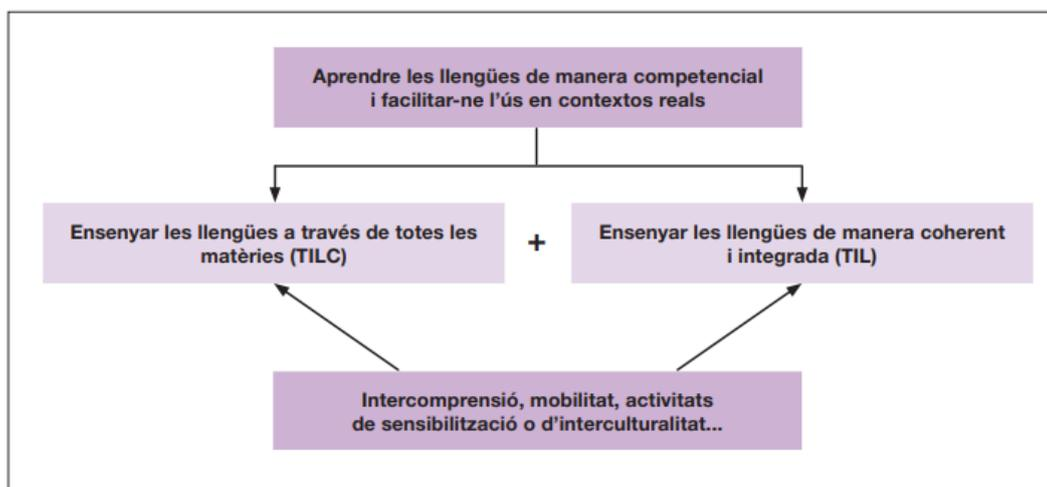 Aprendre les llengües de manera competencial
i facilitar-ne l’ús en contextos reals
Ensenyar les llengües a través de totes les
matèries (TILC)
+
Ensenyar les llengües de manera coherent
i integrada (TIL)
Intercomprensió, mobilitat, activitats
de sensibilització o d’interculturalitat...